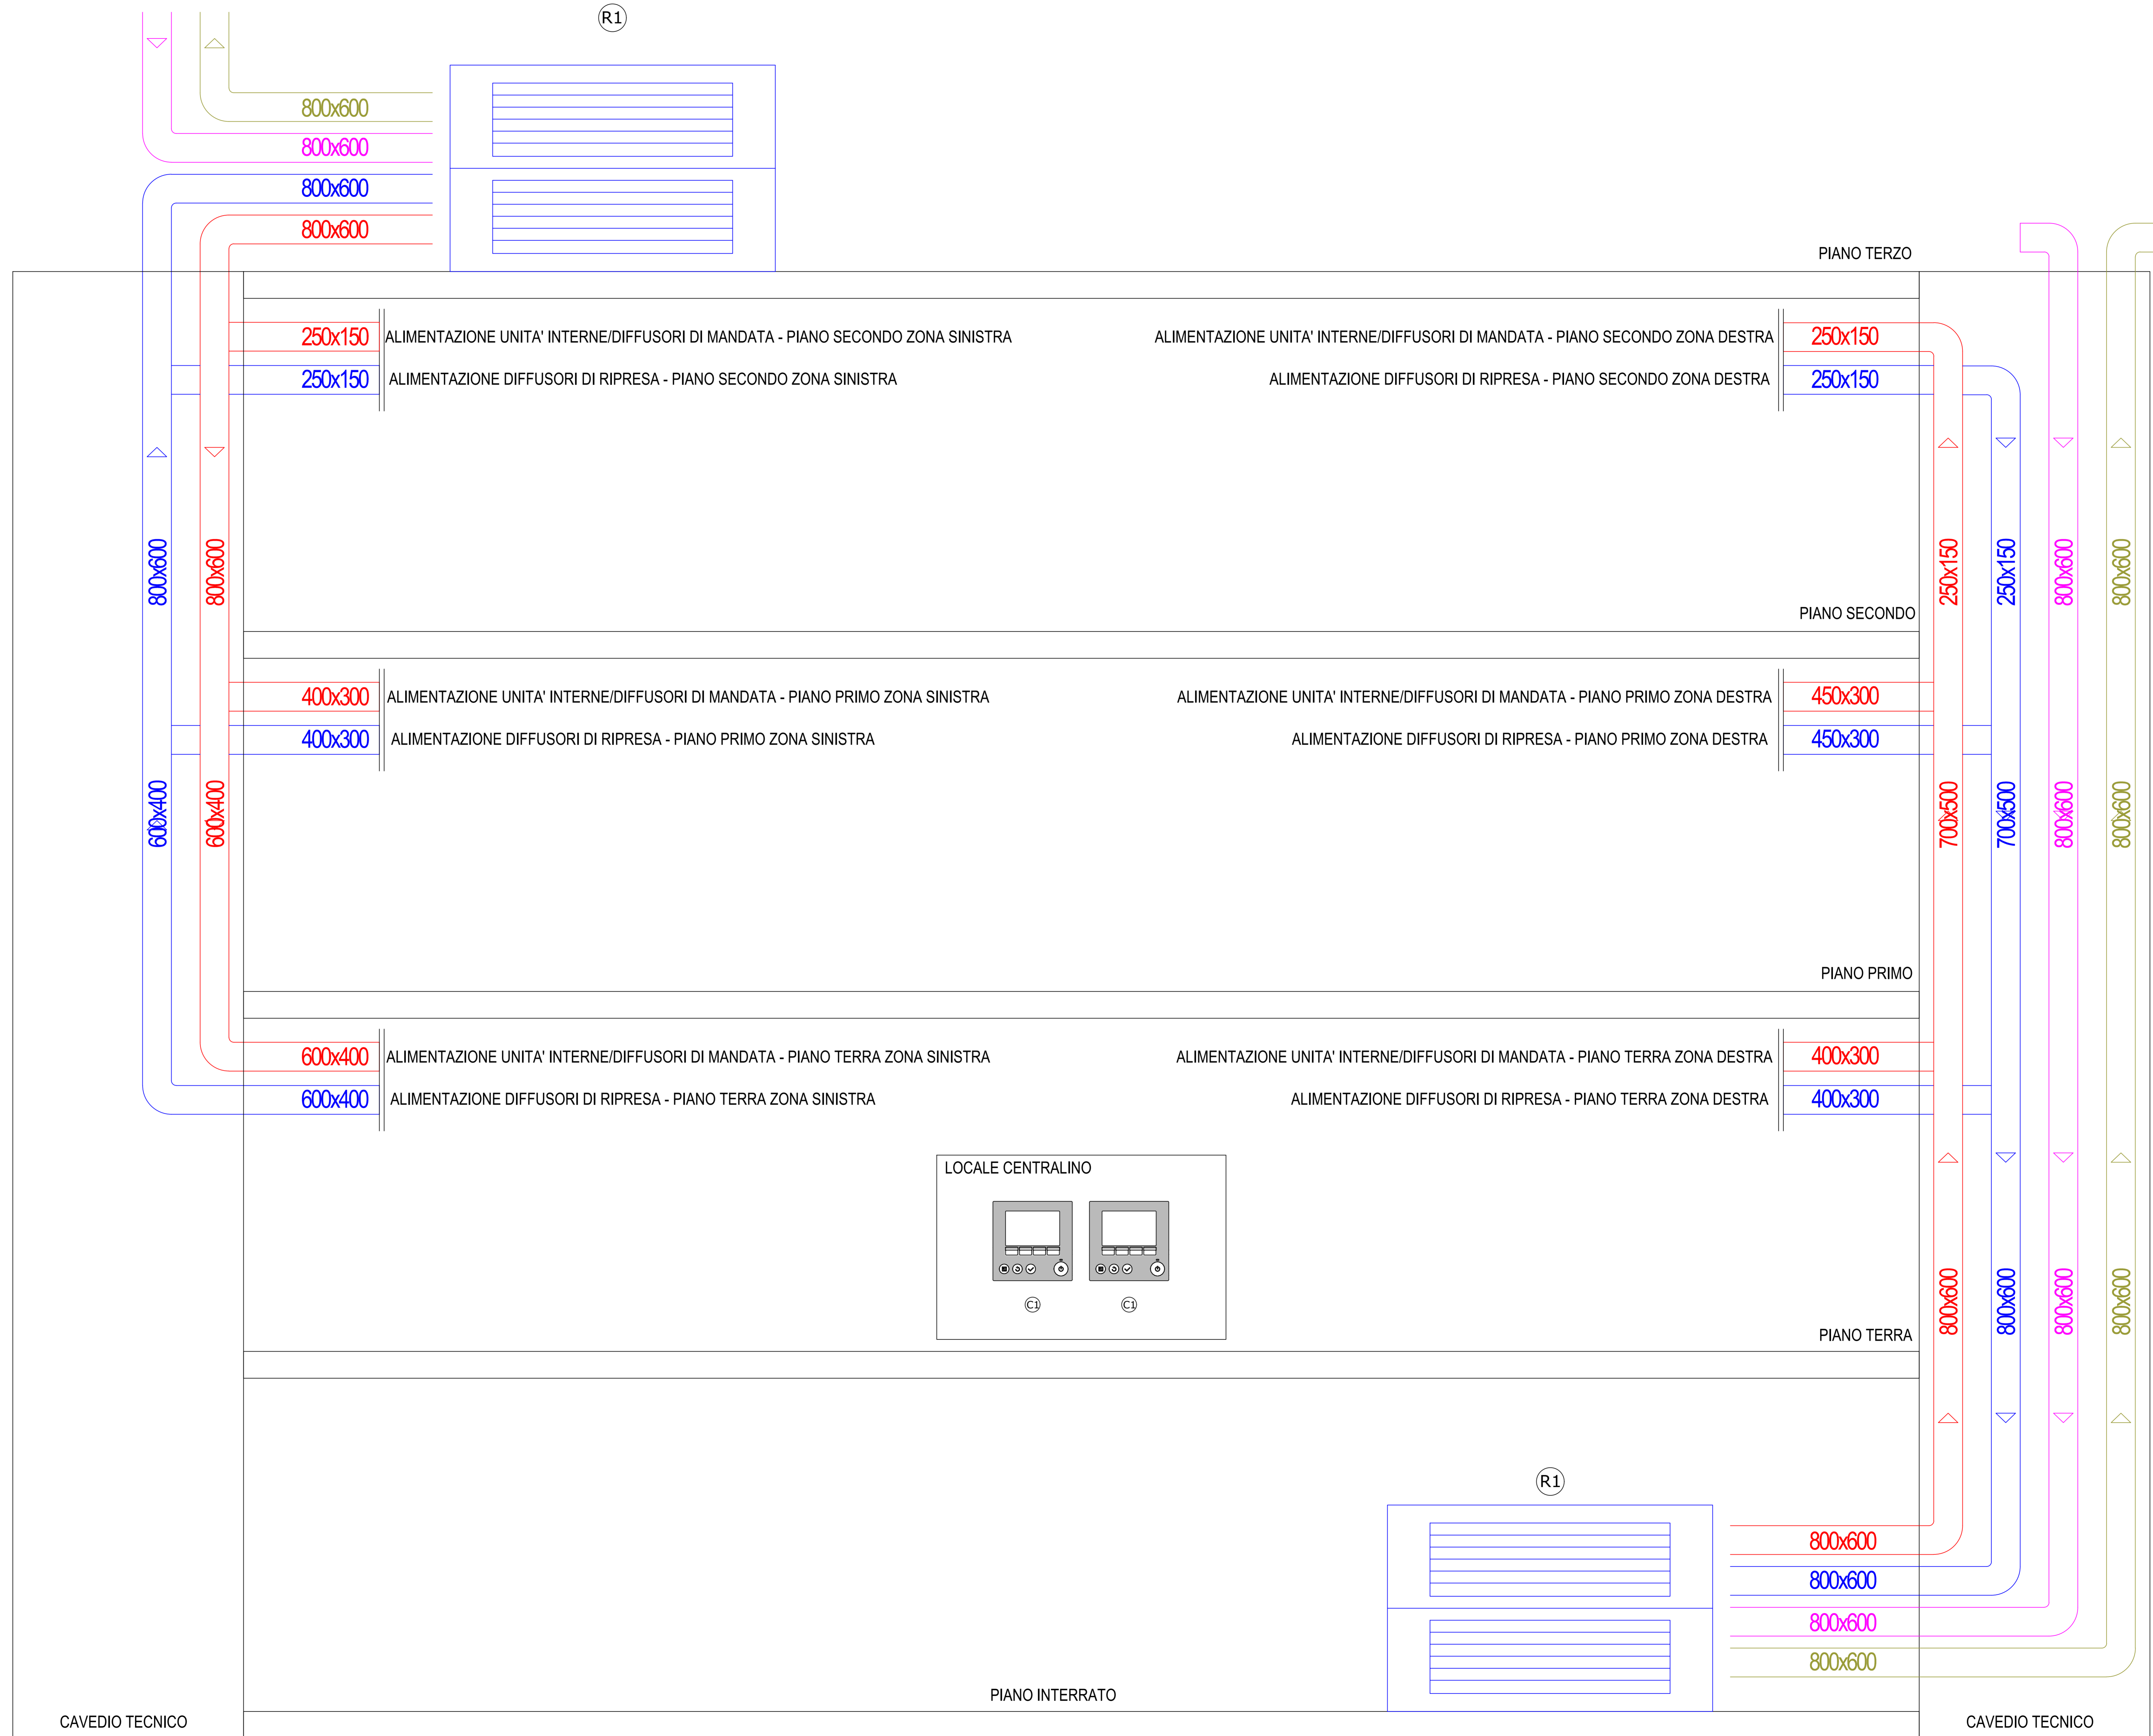 R1
800x600
800x600
800x600
800x600
PIANO TERZO
250x150 ALIMENTAZIONE UNITA' INTERNE/DIFFUSORI DI MANDATA - PIANO SECONDO ZONA SINISTRA
ALIMENTAZIONE UNITA' INTERNE/DIFFUSORI DI MANDATA - PIANO SECONDO ZONA DESTRA 250x150
250x150 ALIMENTAZIONE DIFFUSORI DI RIPRESA - PIANO SECONDO ZONA SINISTRA
ALIMENTAZIONE DIFFUSORI DI RIPRESA - PIANO SECONDO ZONA DESTRA 250x150
800x600
800x600
250x150
250x150
800x600
800x600
PIANO SECONDO
400x300 ALIMENTAZIONE UNITA' INTERNE/DIFFUSORI DI MANDATA - PIANO PRIMO ZONA SINISTRA
ALIMENTAZIONE UNITA' INTERNE/DIFFUSORI DI MANDATA - PIANO PRIMO ZONA DESTRA 450x300
400x300 ALIMENTAZIONE DIFFUSORI DI RIPRESA - PIANO PRIMO ZONA SINISTRA
ALIMENTAZIONE DIFFUSORI DI RIPRESA - PIANO PRIMO ZONA DESTRA 450x300
600x400
600x400
700x500
700x500
800x600
800x600
PIANO PRIMO
600x400 ALIMENTAZIONE UNITA' INTERNE/DIFFUSORI DI MANDATA - PIANO TERRA ZONA SINISTRA
ALIMENTAZIONE UNITA' INTERNE/DIFFUSORI DI MANDATA - PIANO TERRA ZONA DESTRA 400x300
600x400 ALIMENTAZIONE DIFFUSORI DI RIPRESA - PIANO TERRA ZONA SINISTRA
ALIMENTAZIONE DIFFUSORI DI RIPRESA - PIANO TERRA ZONA DESTRA 400x300
LOCALE CENTRALINO
C1
C1
800x600
800x600
800x600
800x600
PIANO TERRA
R1
800x600
800x600
800x600
800x600
PIANO INTERRATO
CAVEDIO TECNICO
CAVEDIO TECNICO